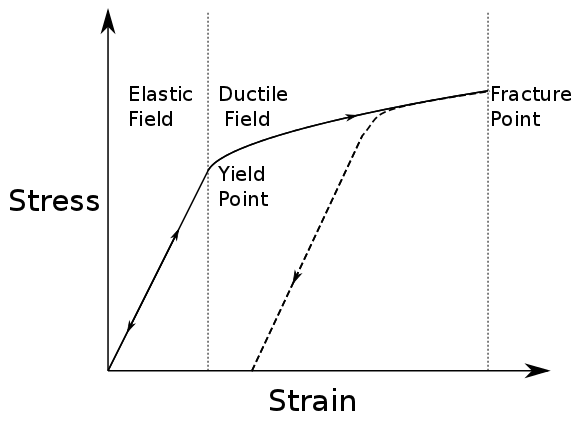 Elastic
Field
Ductile
Field
Fracture
Point
Yield
Point
Stress
Strain